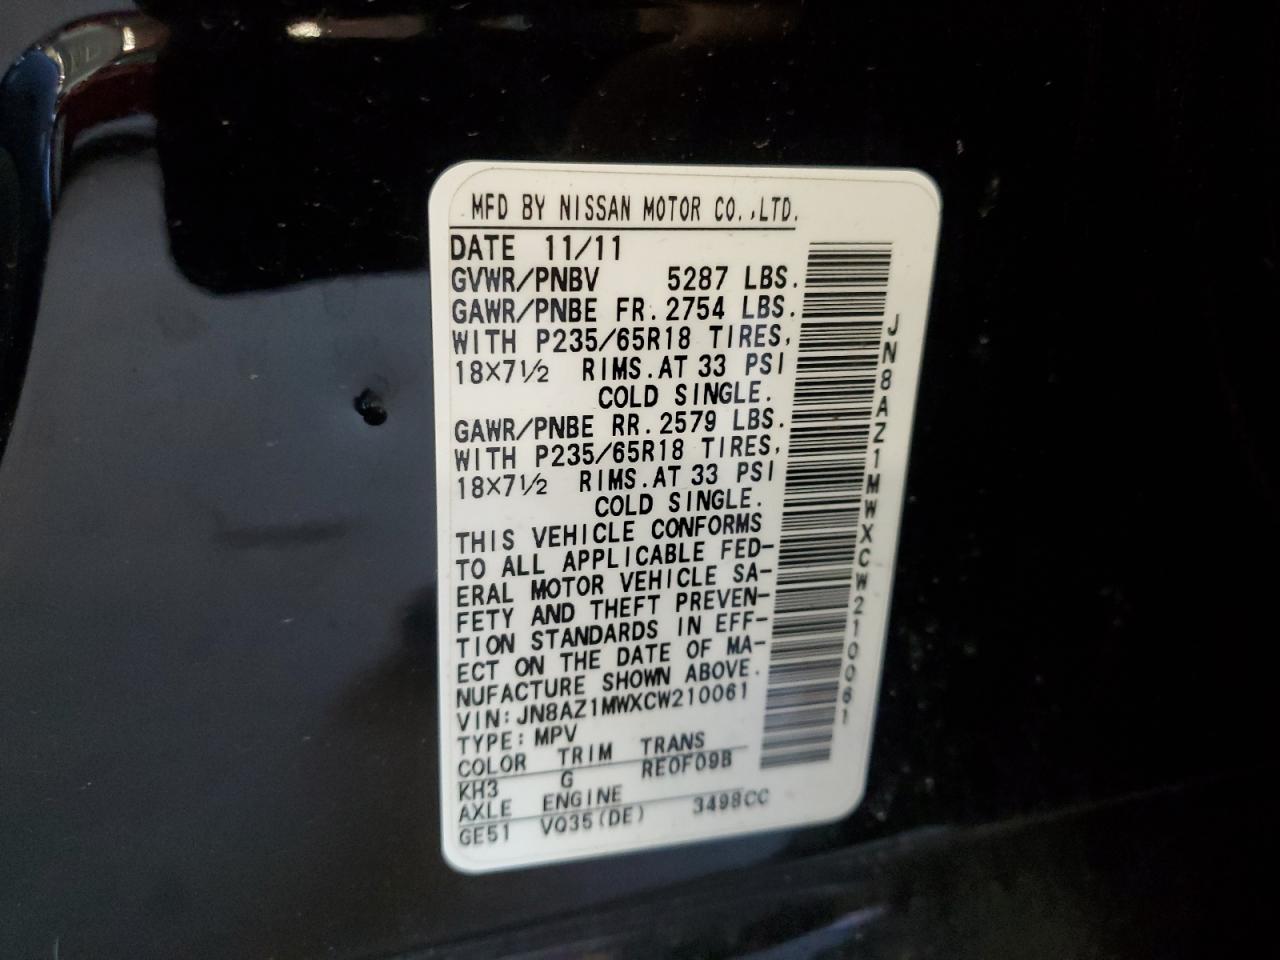 MFD BY NISSAN MOTOR CO.,LTD.
DATE 11/11
GVWR/PNBV 5287 LBS.
GAWR/PNBE FR. 2754 LBS.
WITH P235/65R18 TIRES,
18×7½ RIMS.AT 33 PSI
COLD SINGLE.
GAWR/PNBE RR. 2579 LBS.
WITH P235/65R18 TIRES,
18×7½ RIMS.AT 33 PSI
COLD SINGLE.
THIS VEHICLE CONFORMS
TO ALL APPLICABLE FED-
ERAL MOTOR VEHICLE SA-
FETY AND THEFT PREVEN-
TION STANDARDS IN EFF-
ECT ON THE DATE OF MA-
NUFACTURE SHOWN ABOVE.
VIN:JN8AZ1MWXCW210061
TYPE:MPV
COLOR TRIM TRANS
KH3 G RE0F09B
AXLE ENGINE
GE51 VQ35(DE) 3498CC
JN8AZ1MWXCW210061